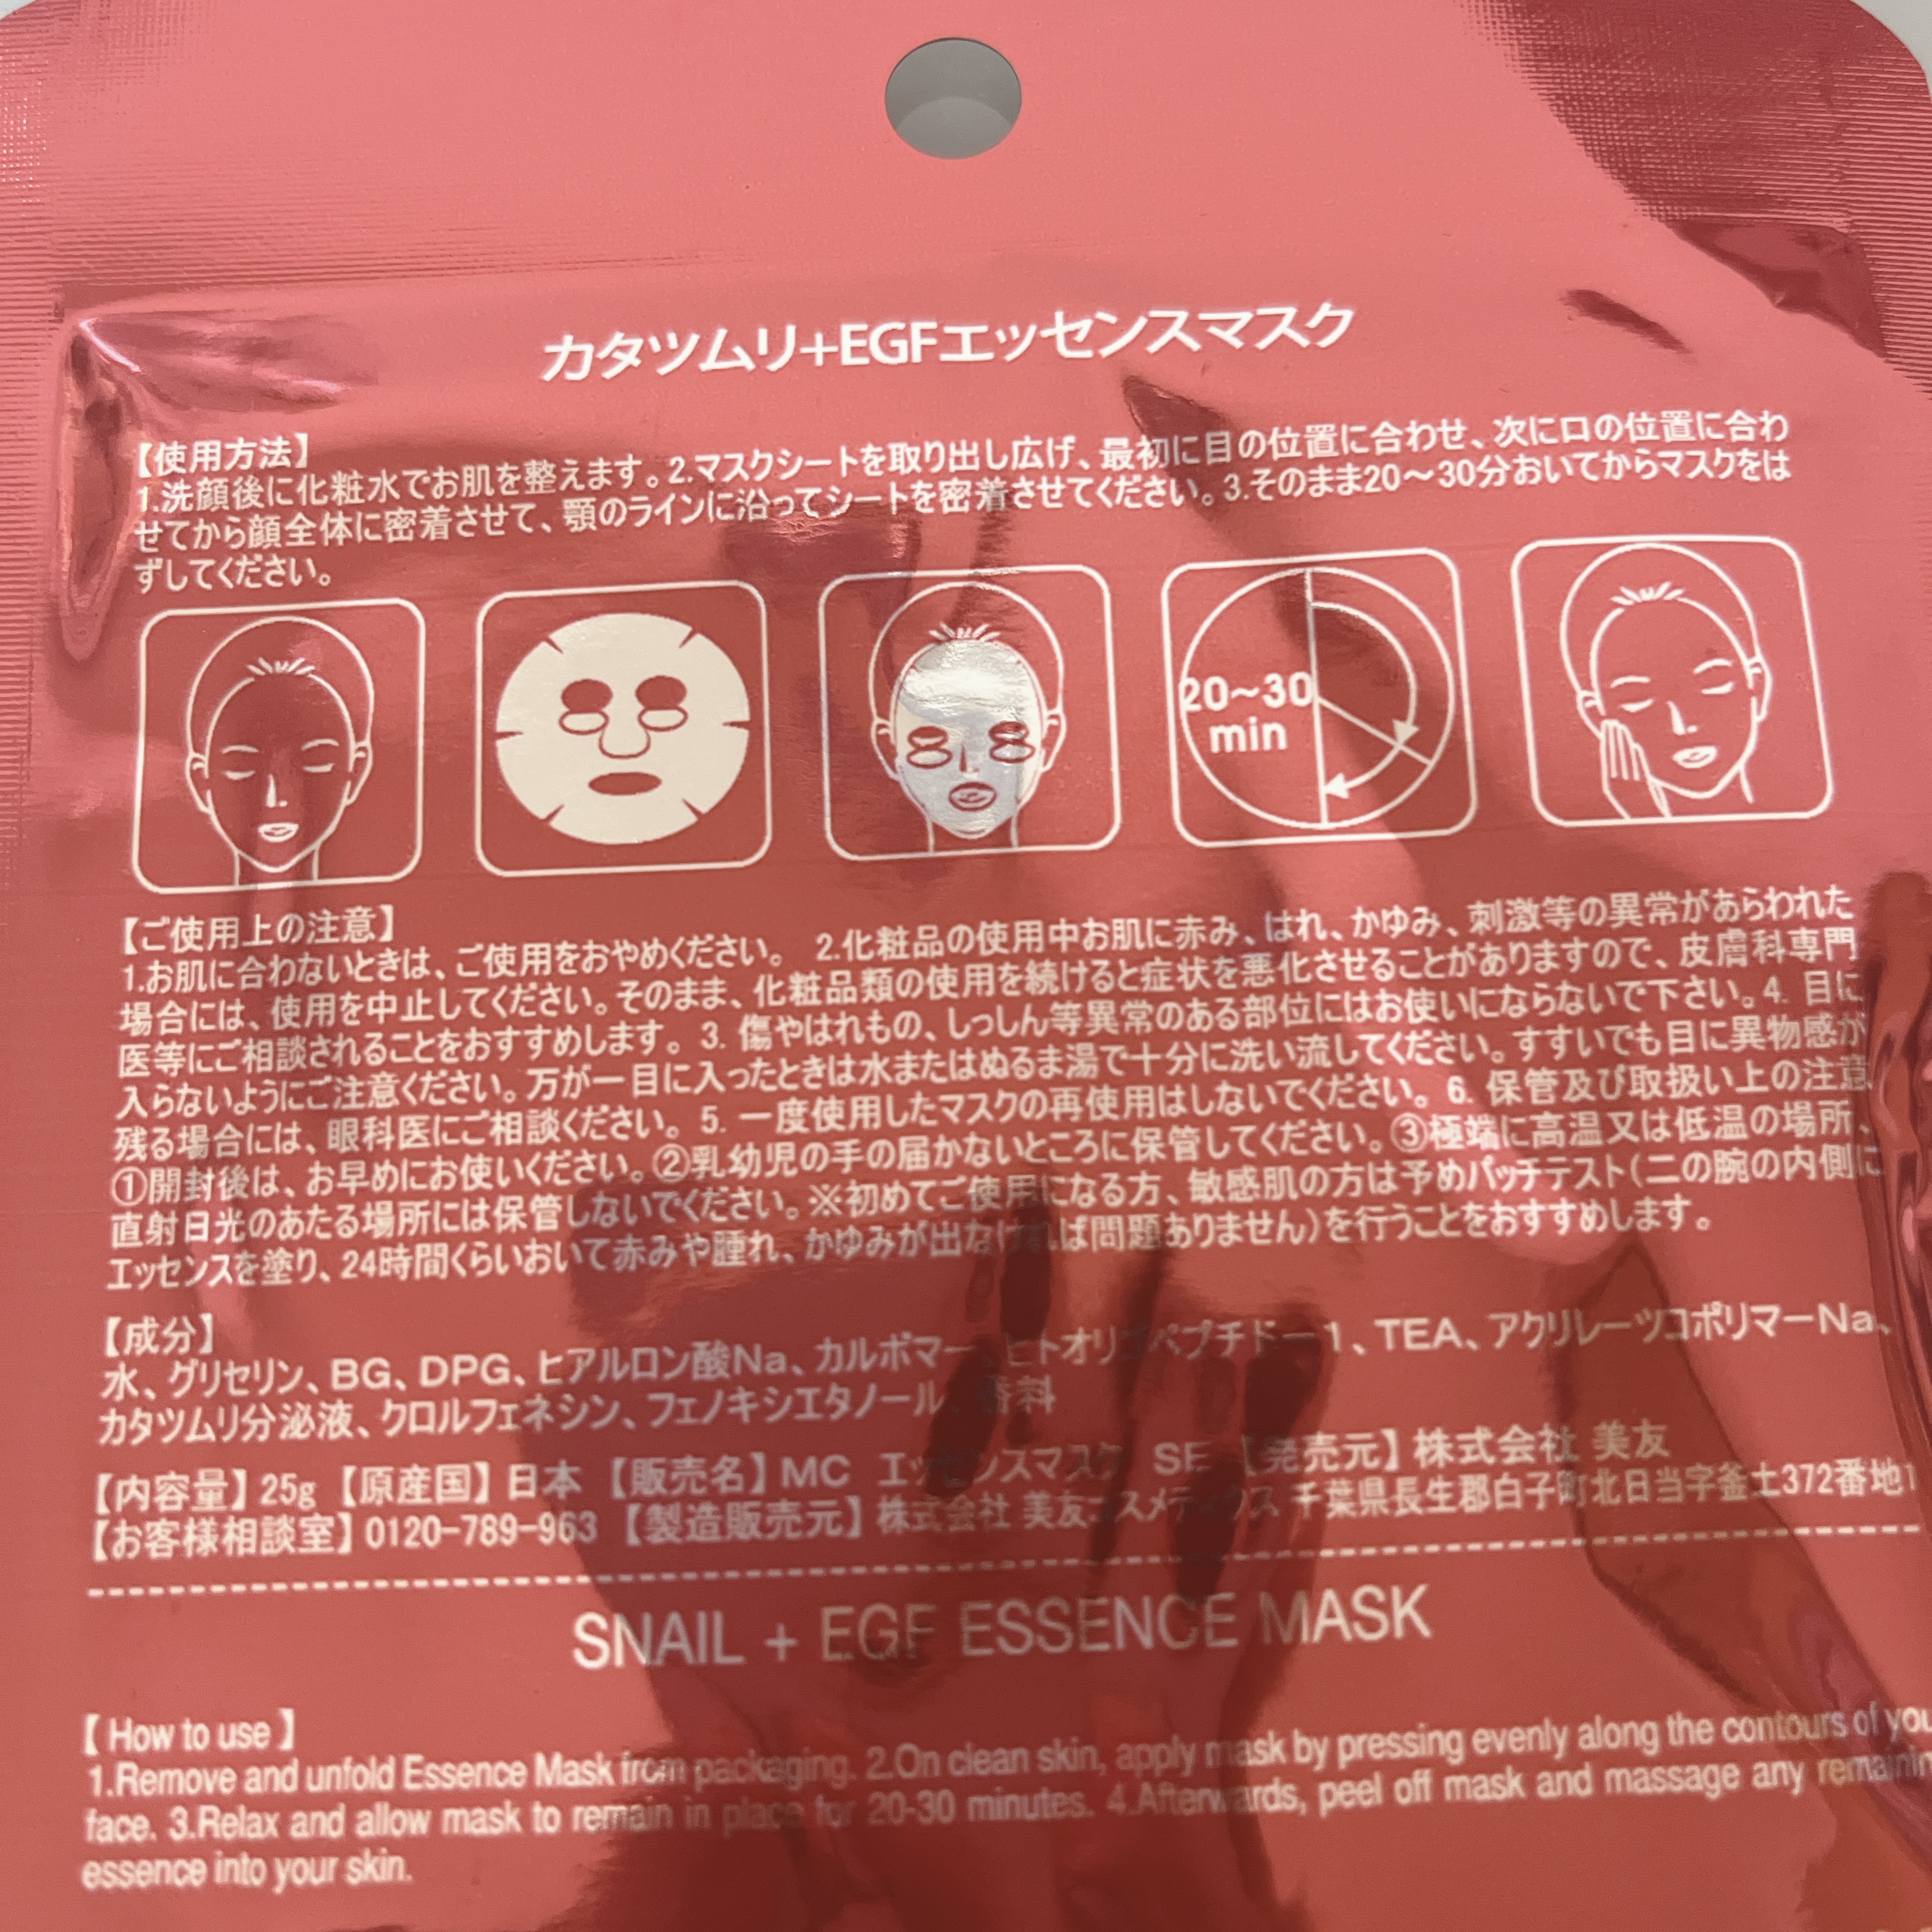 カタツムリ+EGFエッセンスマスク
【使用方法】
1.洗顔後に化粧水でお肌を整えます。2.マスクシートを取り出し広げ、最初に目の位置に合わせ、次に口の位置に合わ
せてから顔全体に密着させて、顎のラインに沿ってシートを密着させてください。3.そのまま20～30分おいてからマスクをは
ずしてください。
20~30
min
【ご使用上の注意】
1.お肌に合わないときは、ご使用をおやめください。 2.化粧品の使用中お肌に赤み、はれ、かゆみ、刺激等の異常があらわれた
場合には、使用を中止してください。そのまま、化粧品類の使用を続けると症状を悪化させることがありますので、皮膚科専門
医等にご相談されることをおすすめします。 3. 傷やはれもの、しっしん等異常のある部位にはお使いにならないで下さい。4. 目に
入らないようにご注意ください。万が一目に入ったときは水またはぬるま湯で十分に洗い流してください。すすいでも目に異物感が
残る場合には、眼科医にご相談ください。 5. 一度使用したマスクの再使用はしないでください。 6. 保管及び取扱い上の注意
①開封後は、お早めにお使いください。②乳幼児の手の届かないところに保管してください。③極端に高温又は低温の場所、
直射日光のあたる場所には保管しないでください。※初めてご使用になる方、敏感肌の方は予めパッチテスト(二の腕の内側に
エッセンスを塗り、24時間くらいおいて赤みや腫れ、かゆみが出なければ問題ありません)を行うことをおすすめします。
【成分】
水、グリセリン、BG、DPG、ヒアルロン酸Na、カルボマー、ヒトオリゴペプチドー1、TEA、アクリレーツコポリマーNa、
カタツムリ分泌液、クロルフェネシン、フェノキシエタノール、香料
【内容量】25g【原産国】日本【販売名】MC エッセンスマスク SE【発売元】株式会社 美友
【お客様相談室】0120-789-963【製造販売元】株式会社 美友コスメティクス 千葉県長生郡白子町北日当字釜土372番地1
SNAIL + EGF ESSENCE MASK
【 How to use 】
1.Remove and unfold Essence Mask from packaging. 2.On clean skin, apply mask by pressing evenly along the contours of you
face. 3.Relax and allow mask to remain in place for 20-30 minutes. 4.Afterwards, peel off mask and massage any remainin
essence into your skin.